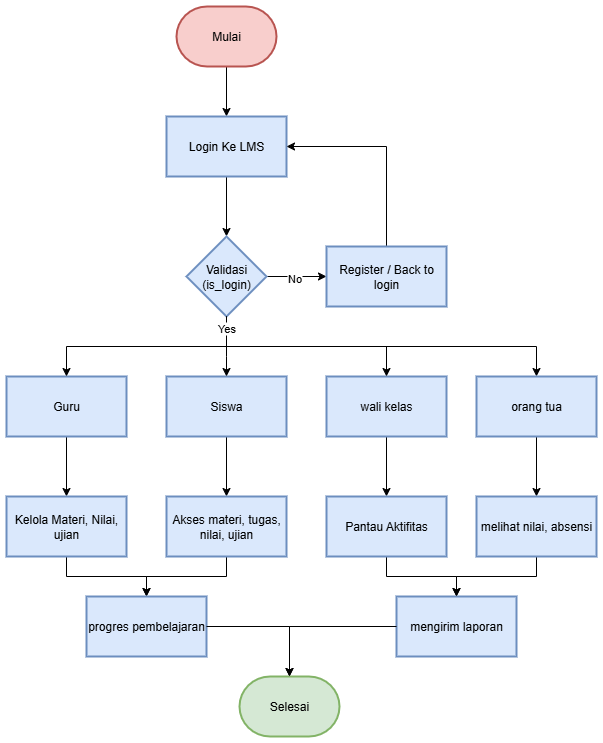 Mulai
Login Ke LMS
Validasi
(is_login)
No
Register / Back to
login
Yes
Guru
Siswa
wali kelas
orang tua
Kelola Materi, Nilai,
ujian
Akses materi, tugas,
nilai, ujian
Pantau Aktifitas
melihat nilai, absensi
progres pembelajaran
mengirim laporan
Selesai